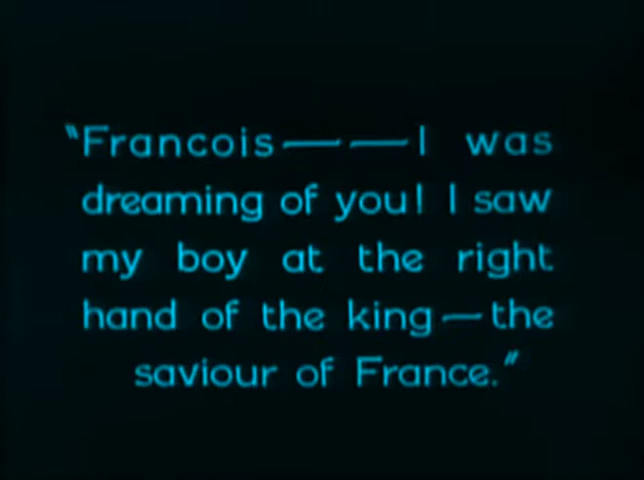 "Francois — — I was
dreaming of you! I saw
my boy at the right
hand of the king — the
saviour of France."